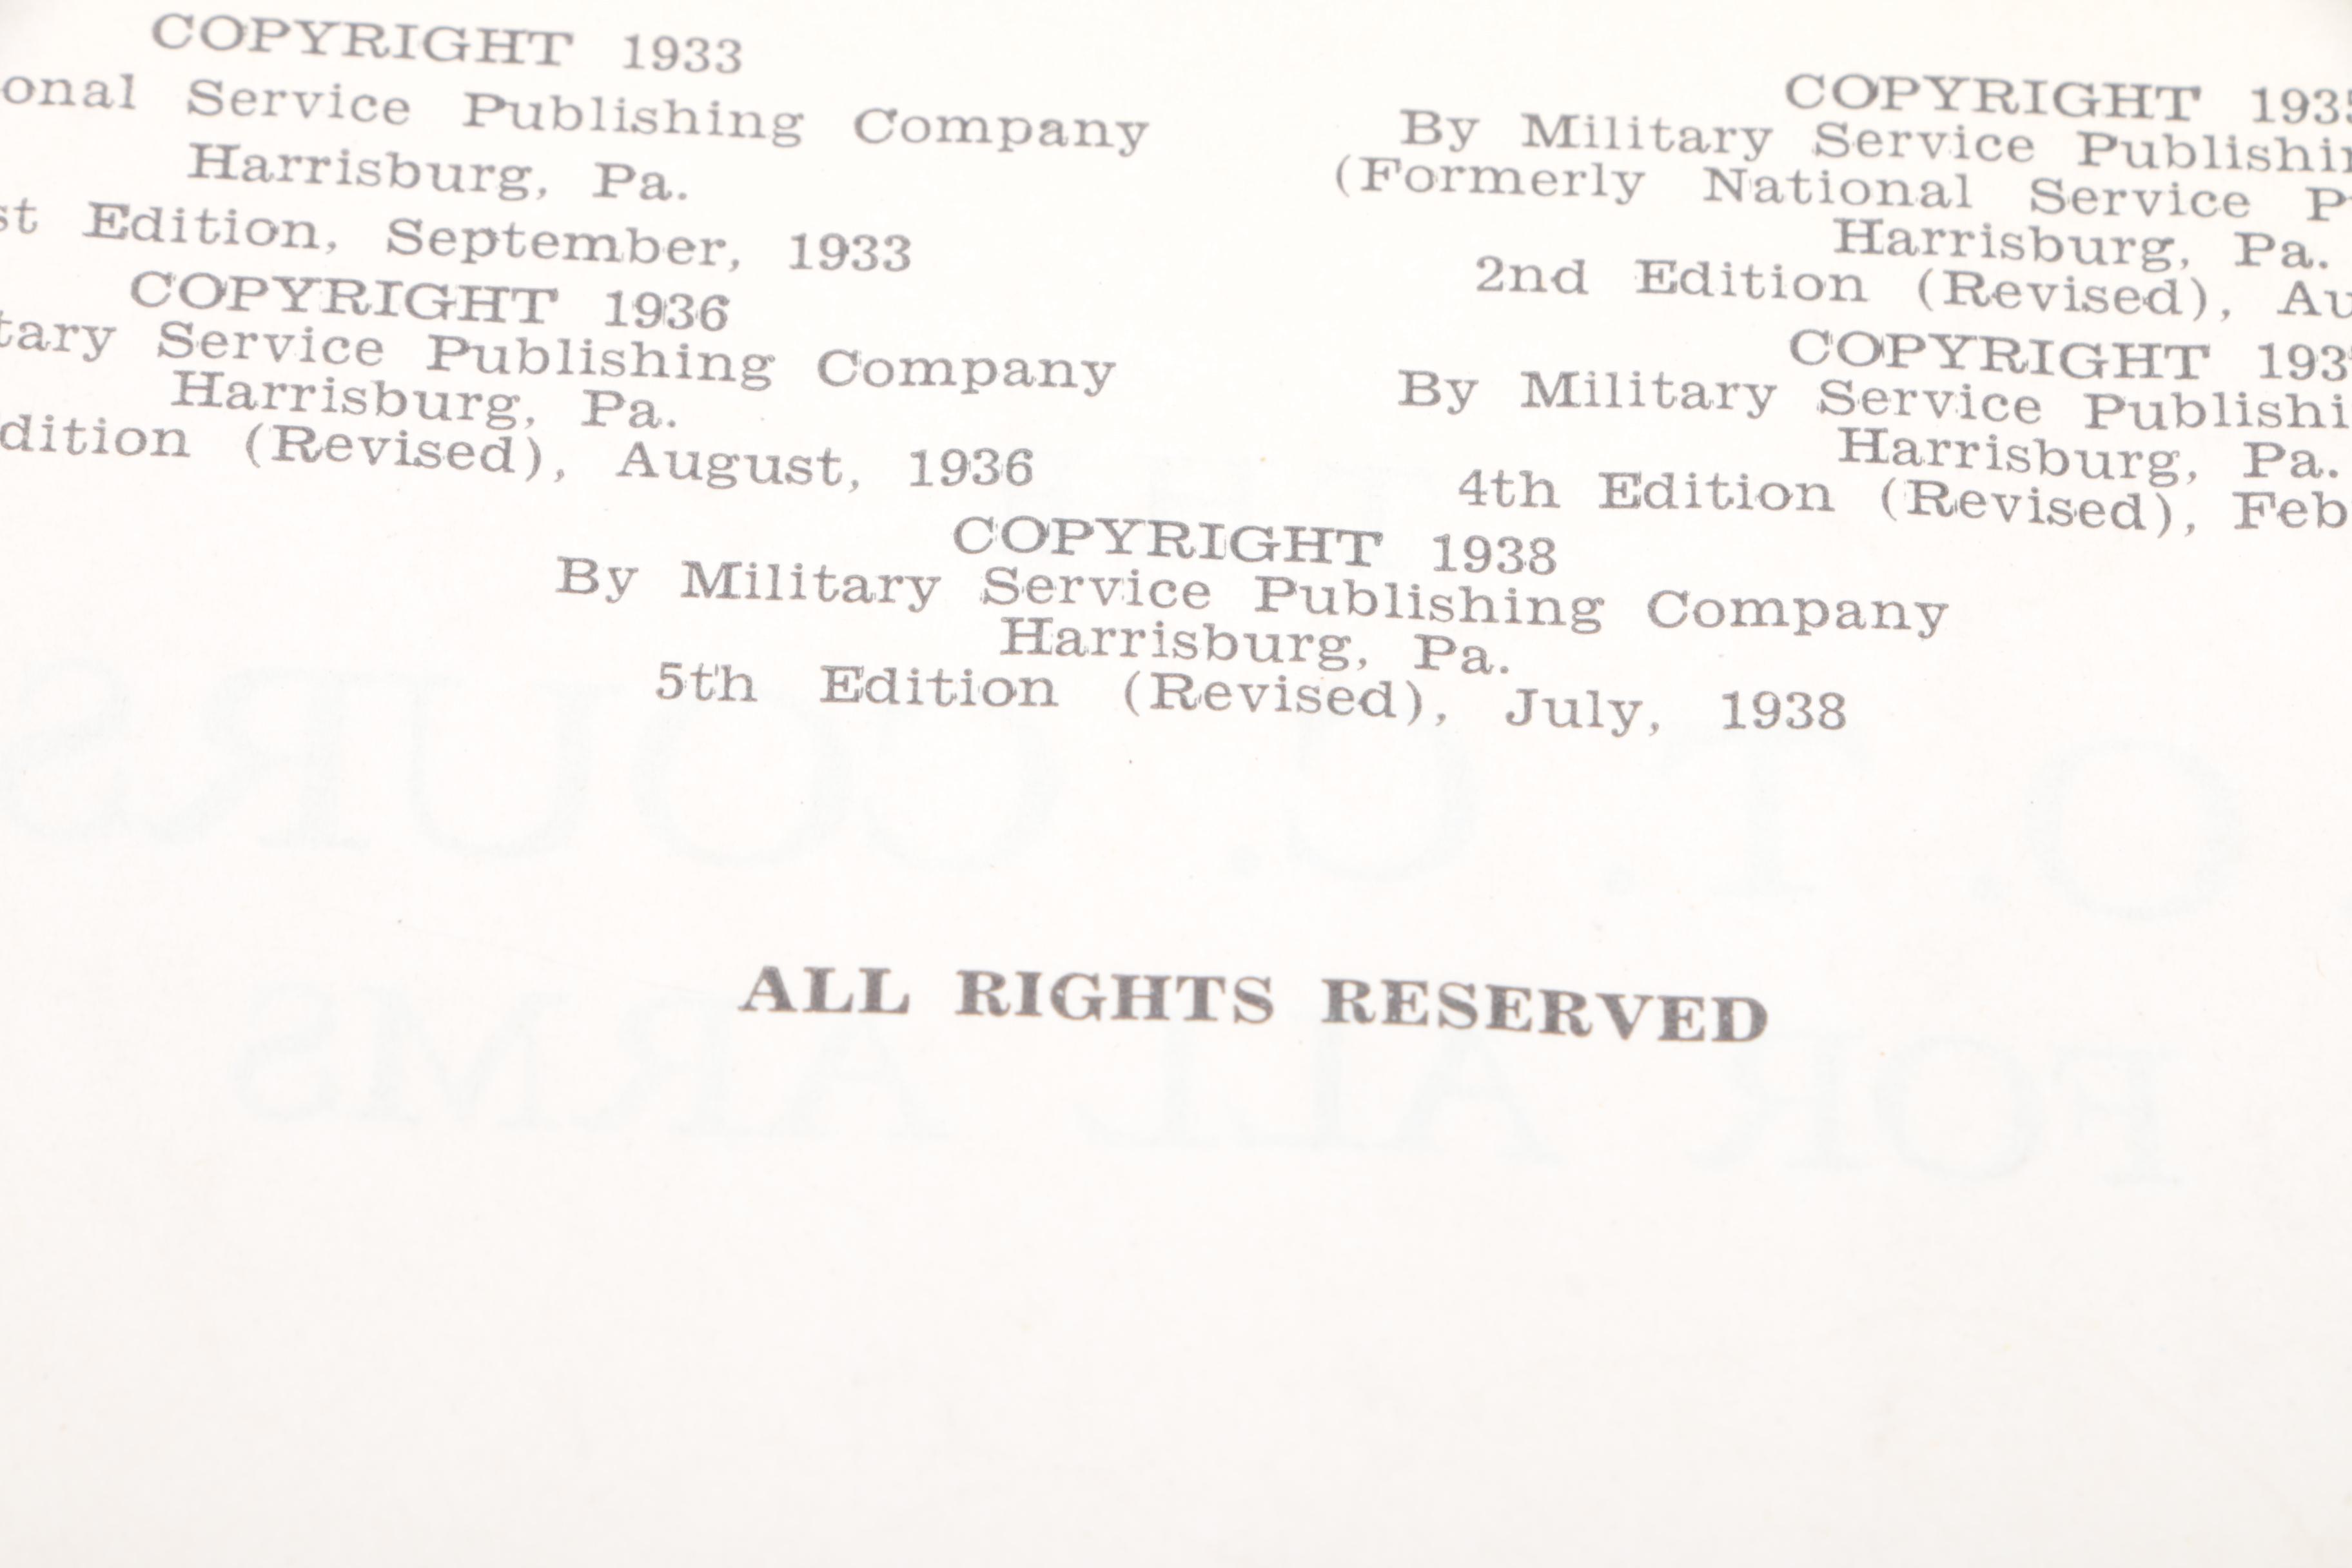 COPYRIGHT 1933
onal Service Publishing Company
Harrisburg, Pa.
st Edition, September, 1933
COPYRIGHT 1936
tary Service Publishing Company
Harrisburg, Pa.
dition (Revised), August, 1936
COPYRIGHT 193
By Military Service Publishi
(Formerly National Service P
Harrisburg, Pa.
2nd Edition (Revised), Au
COPYRIGHT 193
By Military Service Publishi
Harrisburg, Pa.
4th Edition (Revised), Feb
COPYRIGHT 1938
By Military Service Publishing Company
Harrisburg, Pa.
5th Edition (Revised), July, 1938
ALL RIGHTS RESERVED